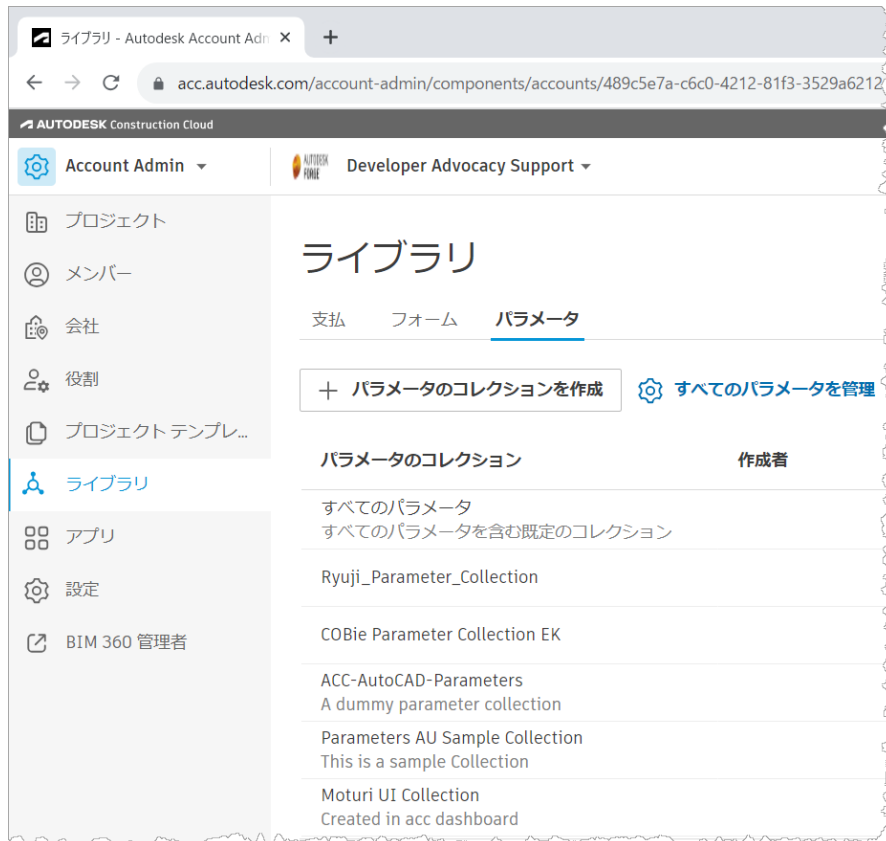 ライブラリ - Autodesk Account Adm
acc.autodesk.com/account-admin/components/accounts/489c5e7a-c6c0-4212-81f3-3529a6212
AUTODESK Construction Cloud
Account Admin
AUTODESK FORGE
Developer Advocacy Support
プロジェクト
メンバー
会社
役割
プロジェクト テンプレ...
ライブラリ
アプリ
設定
BIM 360 管理者
ライブラリ
支払 フォーム パラメータ
パラメータのコレクションを作成 すべてのパラメータを管理
パラメータのコレクション 作成者
すべてのパラメータ
すべてのパラメータを含む既定のコレクション
Ryuji_Parameter_Collection
COBie Parameter Collection EK
ACC-AutoCAD-Parameters
A dummy parameter collection
Parameters AU Sample Collection
This is a sample Collection
Moturi UI Collection
Created in acc dashboard